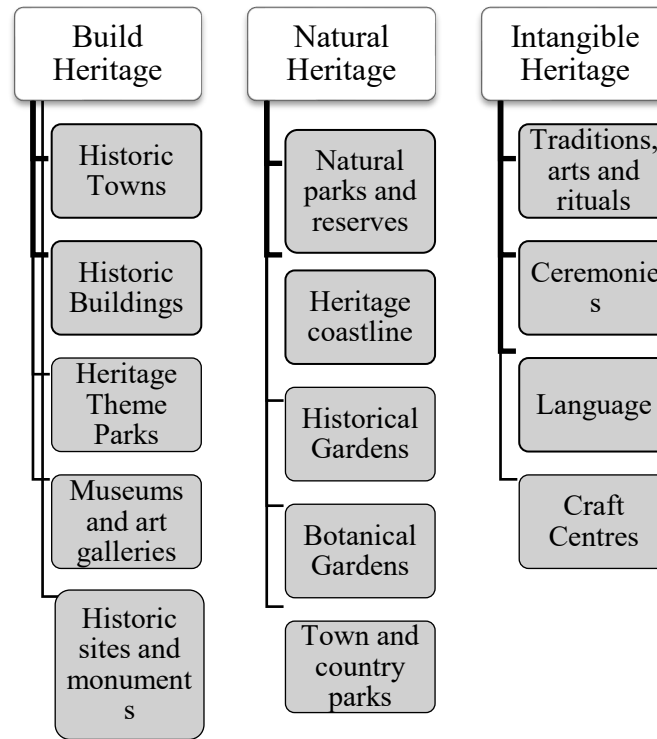 Build
Heritage
Historic
Towns
Historic
Buildings
Heritage
Theme
Parks
Museums
and art
galleries
Historic
sites and
monument
s
Natural
Heritage
Natural
parks and
reserves
Heritage
coastline
Historical
Gardens
Botanical
Gardens
Town and
country
parks
Intangible
Heritage
Traditions,
arts and
rituals
Ceremonie
s
Language
Craft
Centres